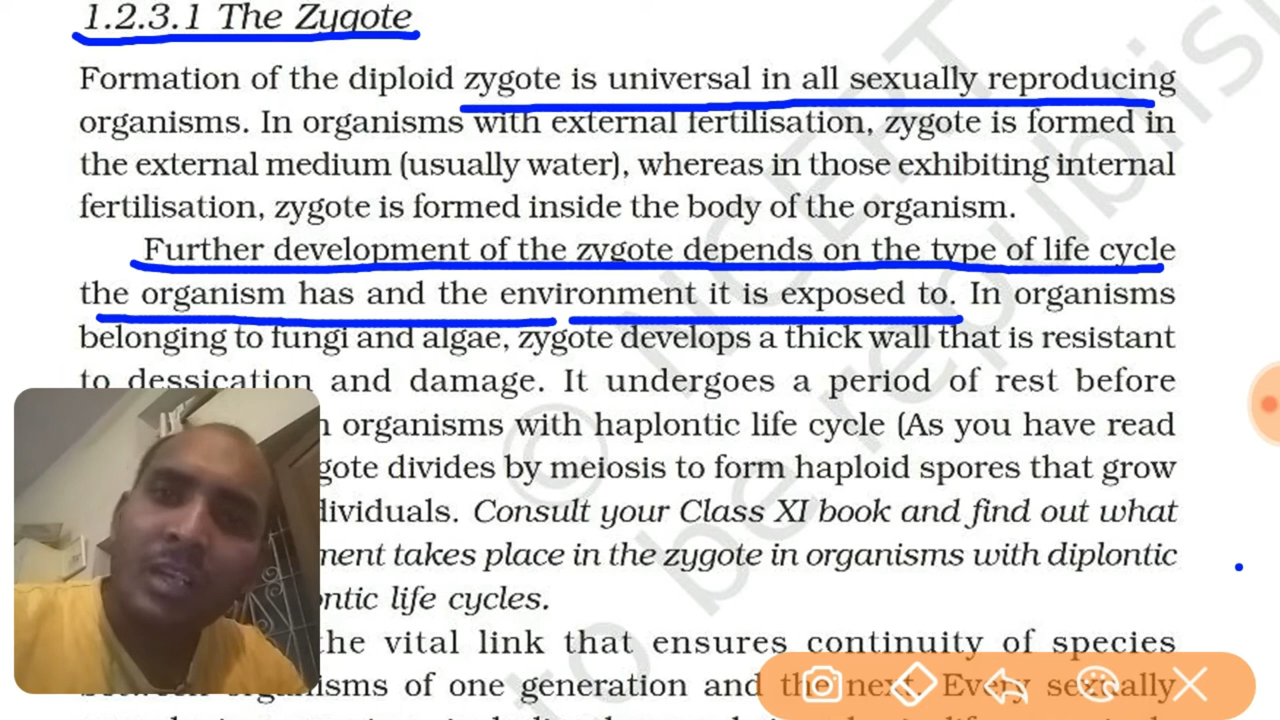 1.2.3.1 The Zygote
Formation of the diploid zygote is universal in all sexually reproducing
organisms. In organisms with external fertilisation, zygote is formed in
the external medium (usually water), whereas in those exhibiting internal
fertilisation, zygote is formed inside the body of the organism.
Further development of the zygote depends on the type of life cycle
the organism has and the environment it is exposed to. In organisms
belonging to fungi and algae, zygote develops a thick wall that is resistant
to dessication and damage. It undergoes a period of rest before
organisms with haplontic life cycle (As you have read
gote divides by meiosis to form haploid spores that grow
dividuals. Consult your Class XI book and find out what
ment takes place in the zygote in organisms with diplontic
ntic life cycles.
the vital link that ensures continuity of species
between organisms of one generation and the next. Every sexually
© NCERT
to be republis